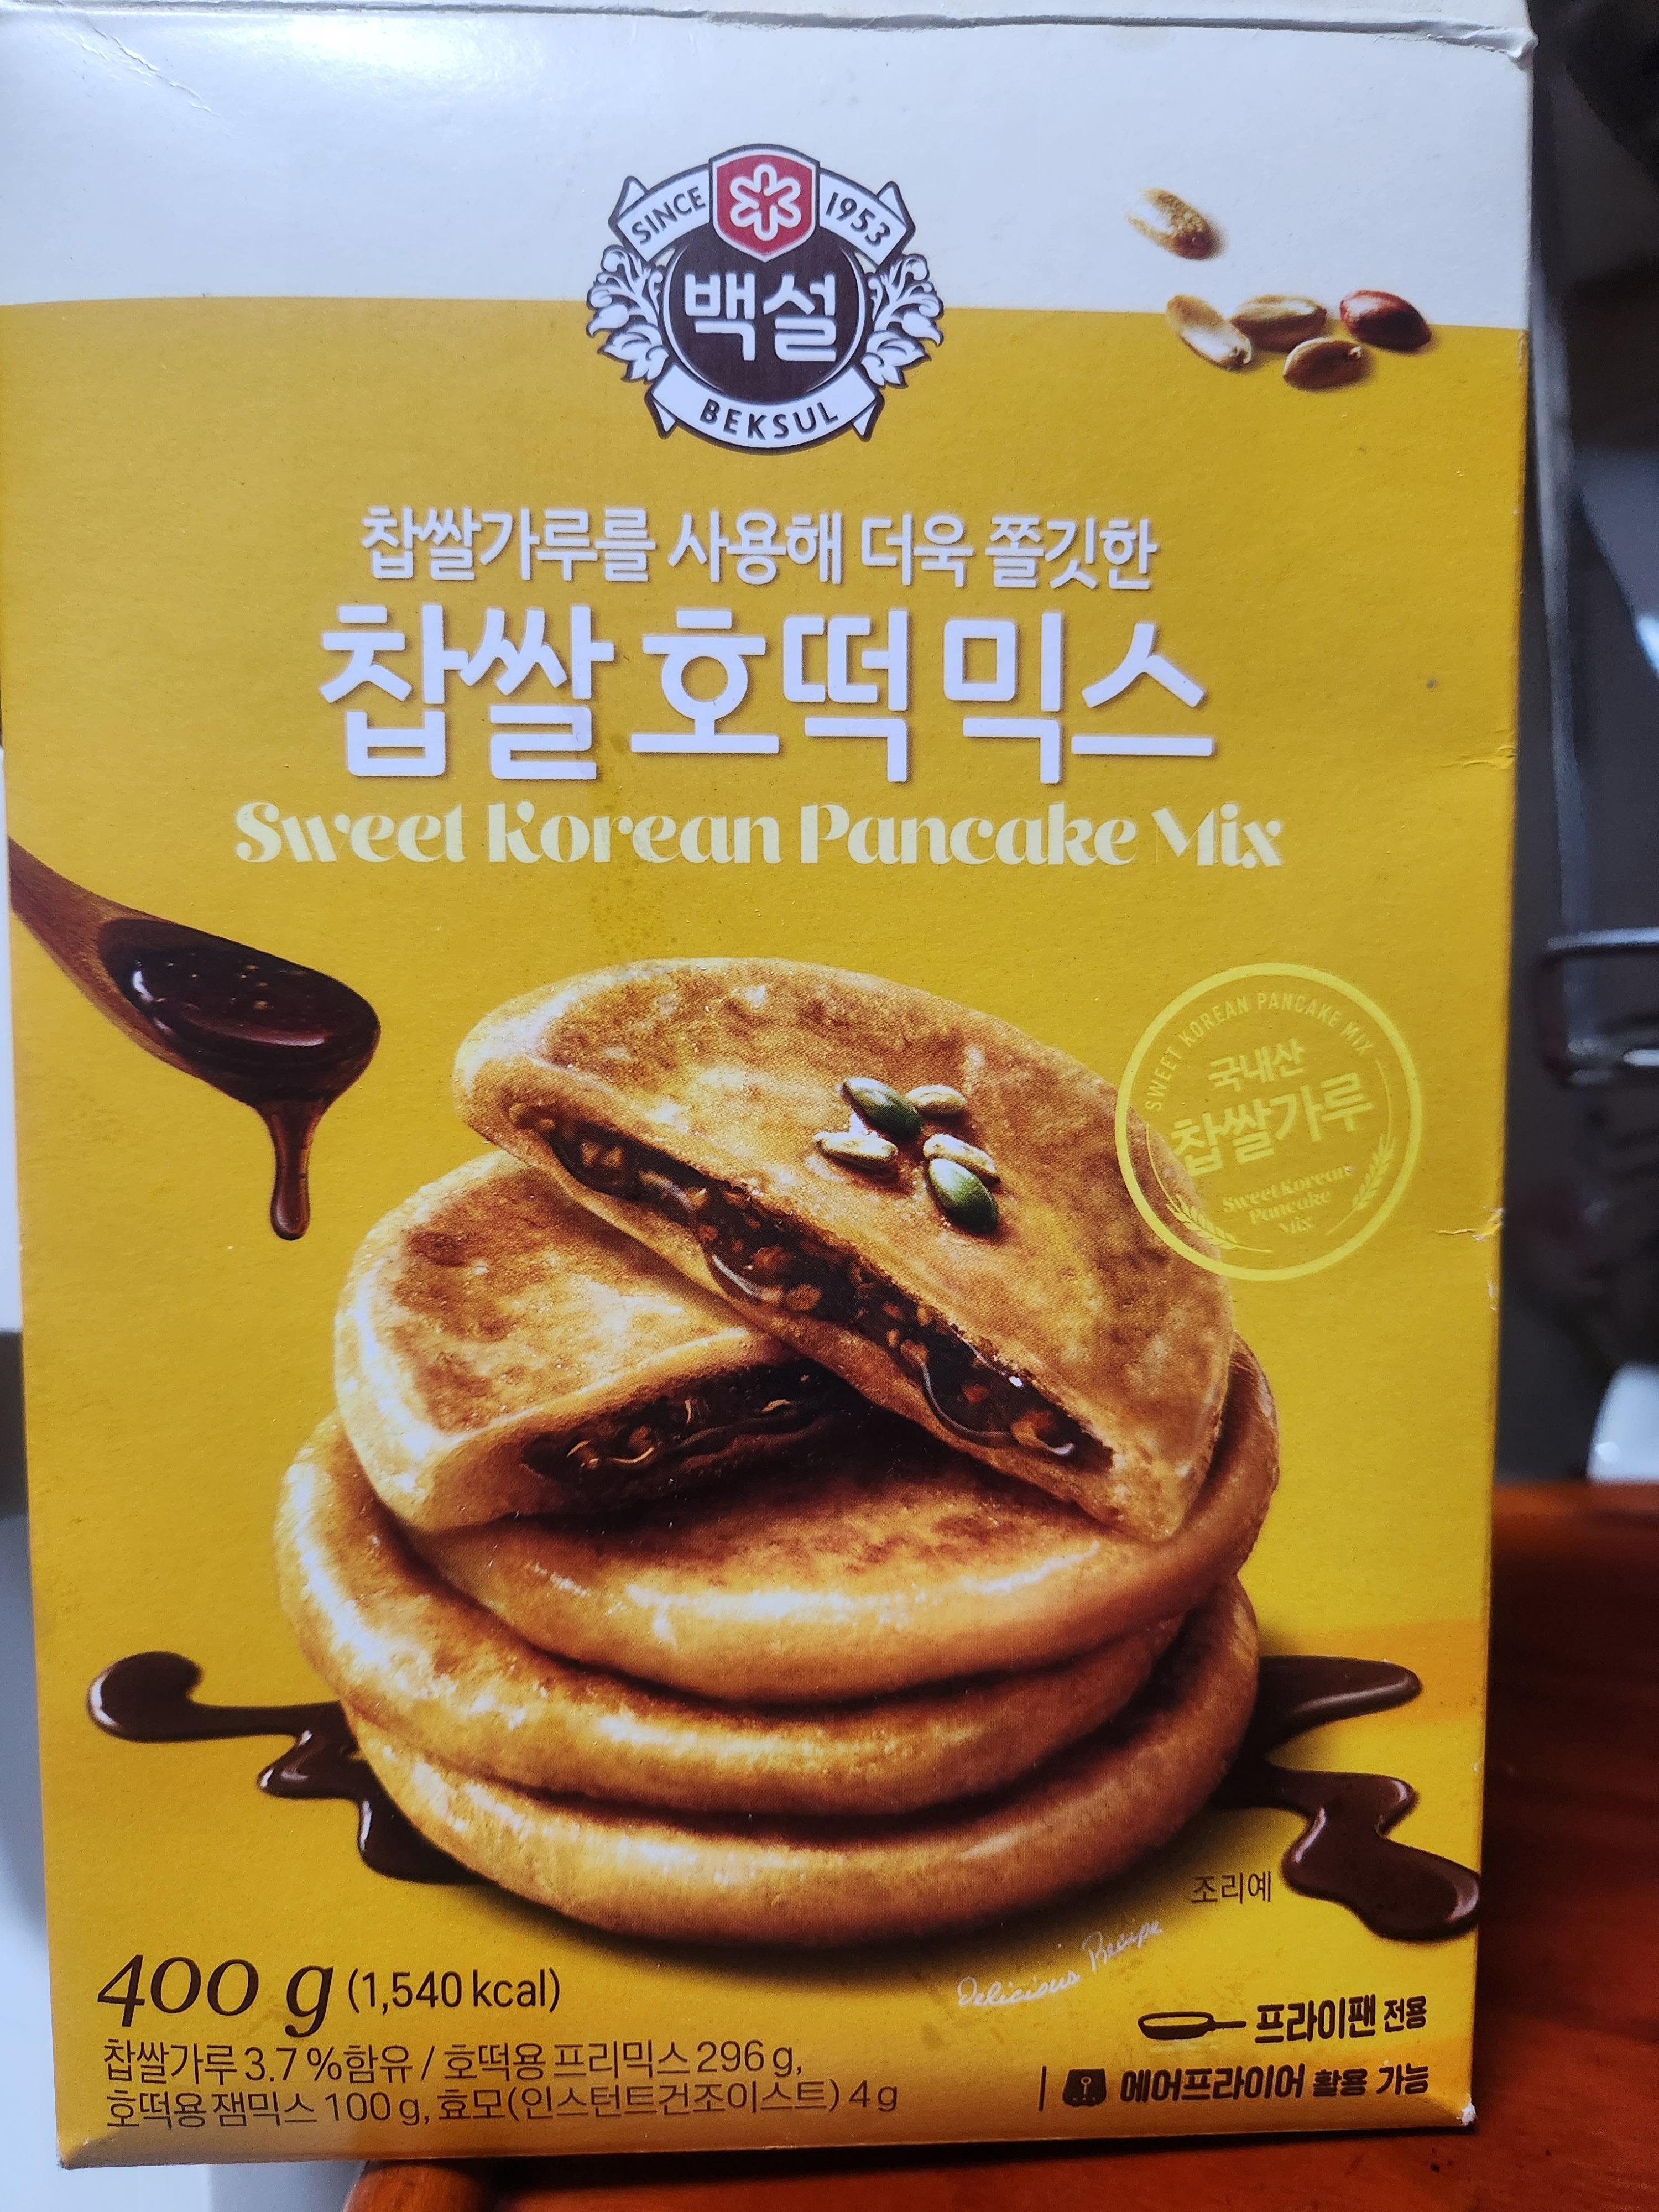 SINCE 1953
백설
BEKSUL
찹쌀가루를 사용해 더욱 쫄깃한
찹쌀호떡믹스
Sweet Korean Pancake Mix
SWEET KOREAN PANCAKE MIX
국내산
찹쌀가루
Sweet Korean
Pancake
Mix
조리예
Delicious Recipe
400 g (1,540 kcal)
찹쌀가루 3.7%함유 / 호떡용 프리믹스 296 g,
호떡용잼믹스 100 g, 효모(인스턴트건조이스트) 4 g
프라이팬 전용
에어프라이어 활용 가능